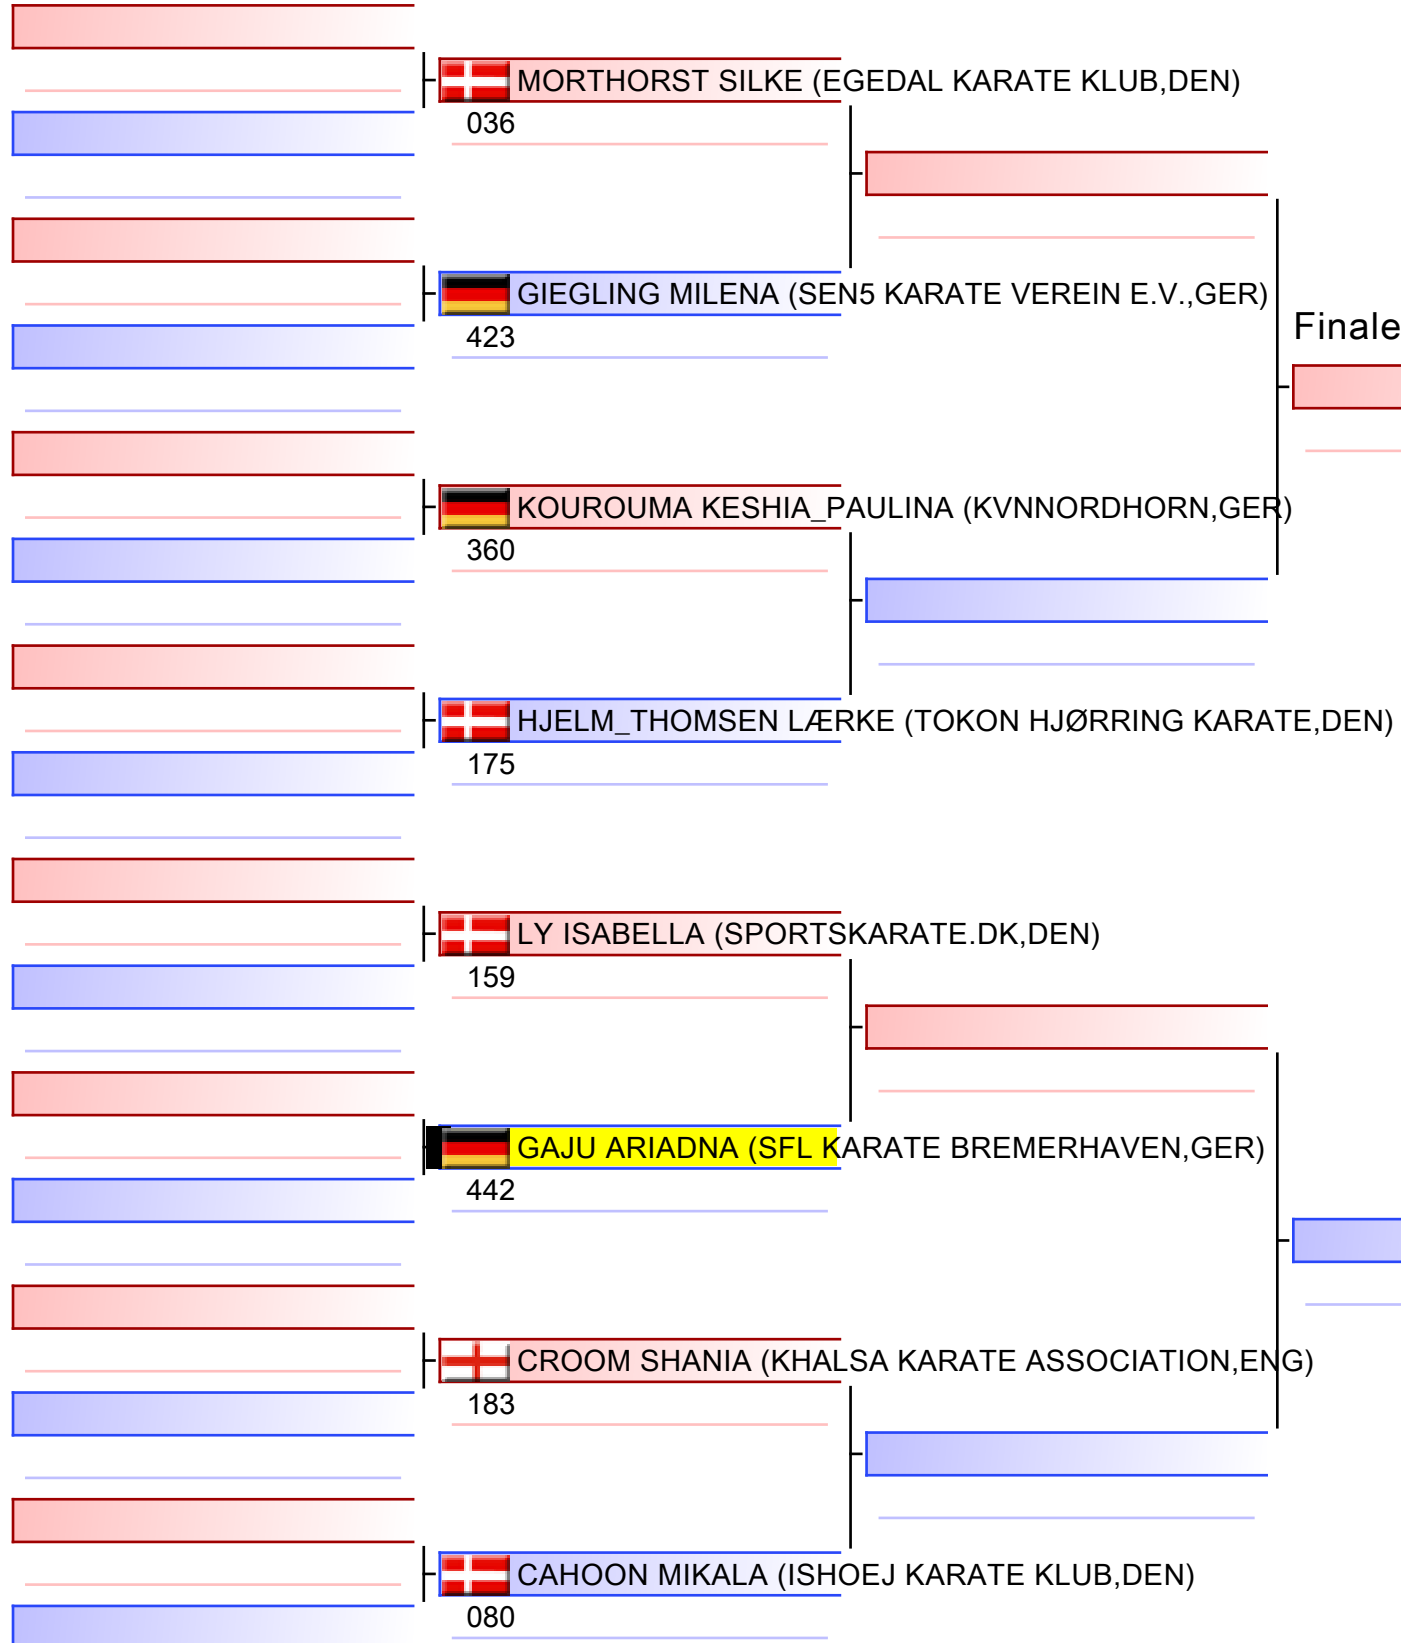 MORTHORST SILKE (EGEDAL KARATE KLUB,DEN)
036
GIEGLING MILENA (SEN5 KARATE VEREIN E.V.,GER)
423
Finale
KOUROUMA KESHIA_PAULINA (KVNNORDHORN,GER)
360
HJELM_THOMSEN LÆRKE (TOKON HJØRRING KARATE,DEN)
175
LY ISABELLA (SPORTSKARATE.DK,DEN)
159
GAJU ARIADNA (SFL KARATE BREMERHAVEN,GER)
442
CROOM SHANIA (KHALSA KARATE ASSOCIATION,ENG)
183
CAHOON MIKALA (ISHOEJ KARATE KLUB,DEN)
080